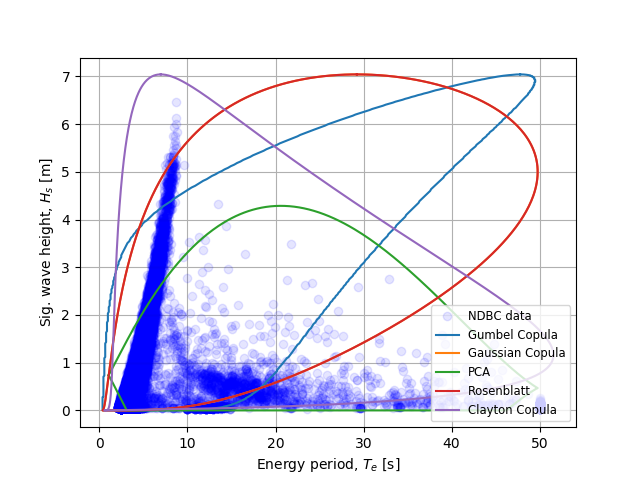 7
6
5
4
3
2
1
0
Sig. wave height, Hs [m]
0 10 20 30 40 50
Energy period, Te [s]
NDBC data
Gumbel Copula
Gaussian Copula
PCA
Rosenblatt
Clayton Copula